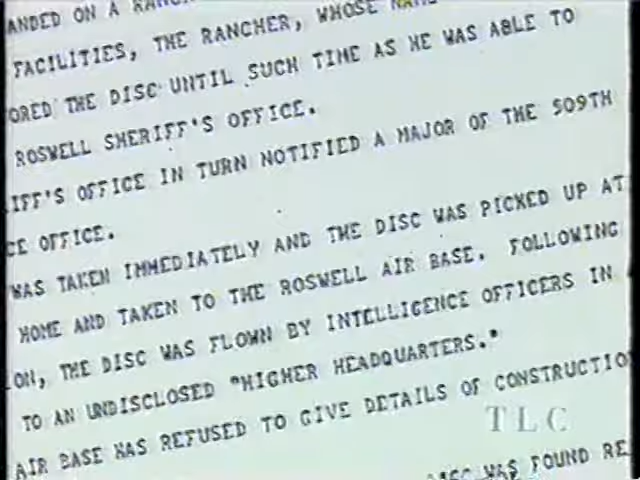 ANDED ON A RANCH
FACILITIES, THE RANCHER, WHOSE NAME
ORED THE DISC UNTIL SUCH TIME AS HE WAS ABLE TO
ROSWELL SHERIFF'S OFFICE.
IFF'S OFFICE IN TURN NOTIFIED A MAJOR OF THE 509TH
CE OFFICE.
WAS TAKEN IMMEDIATELY AND THE DISC WAS PICKED UP AT
HOME AND TAKEN TO THE ROSWELL AIR BASE. FOLLOWING
ON, THE DISC WAS FLOWN BY INTELLIGENCE OFFICERS IN
TO AN UNDISCLOSED "HIGHER HEADQUARTERS."
AIR BASE HAS REFUSED TO GIVE DETAILS OF CONSTRUCTIO
TLC
DISC WAS FOUND RE